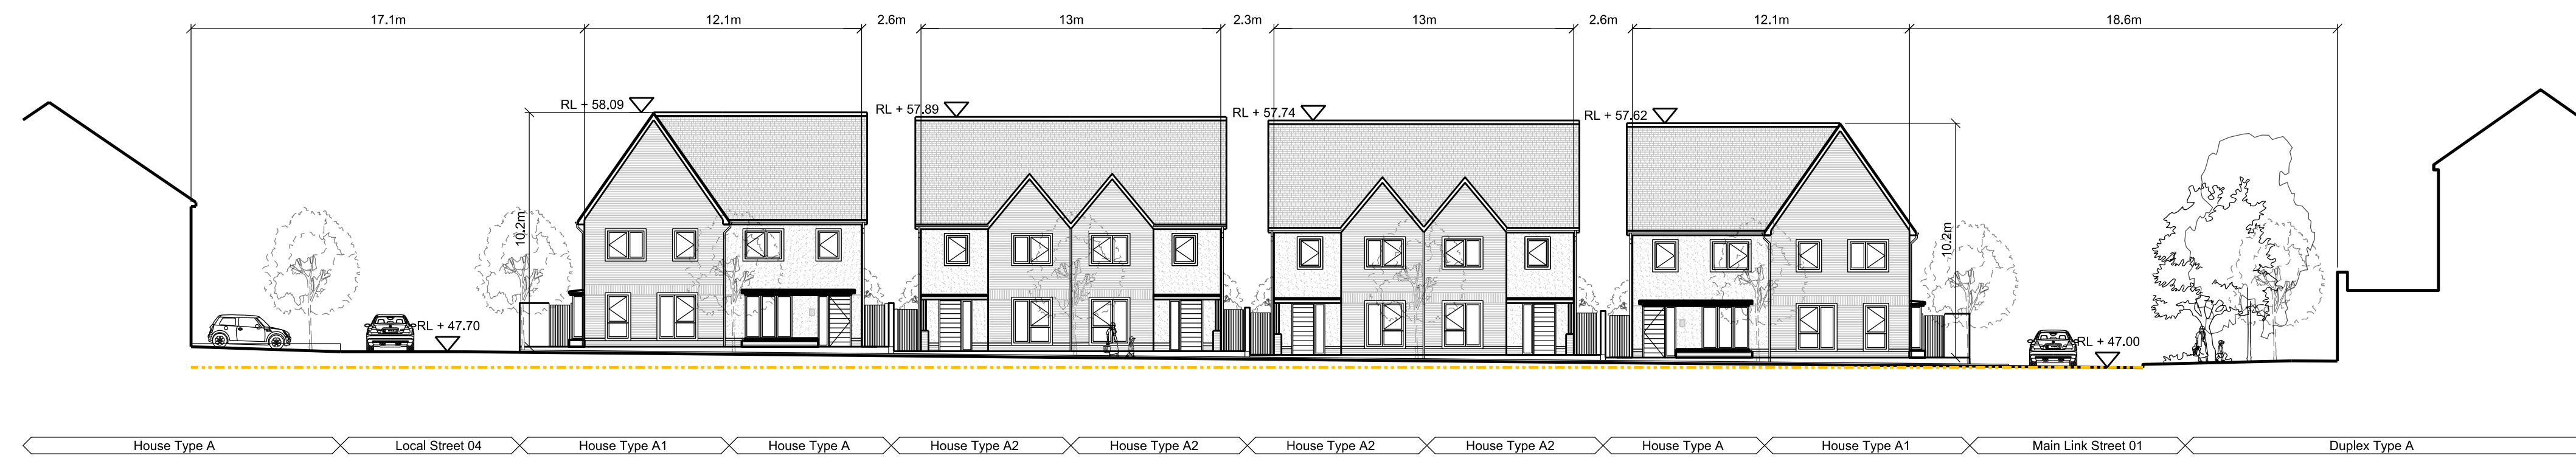 17.1m
12.1m
2.6m
13m
2.3m
13m
2.6m
12.1m
18.6m
RL + 58.09
RL + 57.89
RL + 57.74
RL + 57.62
10.2m
10.2m
RL + 47.70
RL + 47.00
House Type A
Local Street 04
House Type A1
House Type A
House Type A2
House Type A2
House Type A2
House Type A2
House Type A
House Type A1
Main Link Street 01
Duplex Type A